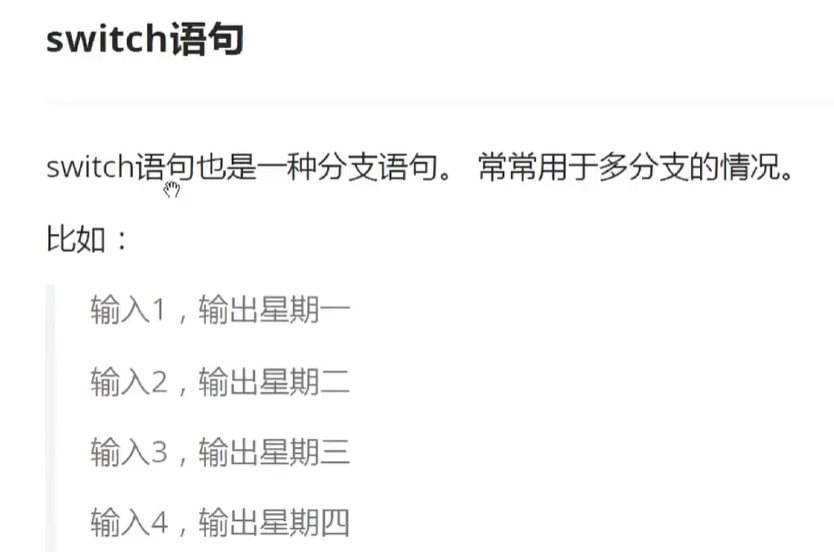 switch语句
switch语句也是一种分支语句。 常常用于多分支的情况。
比如：
输入1，输出星期一
输入2，输出星期二
输入3，输出星期三
输入4，输出星期四